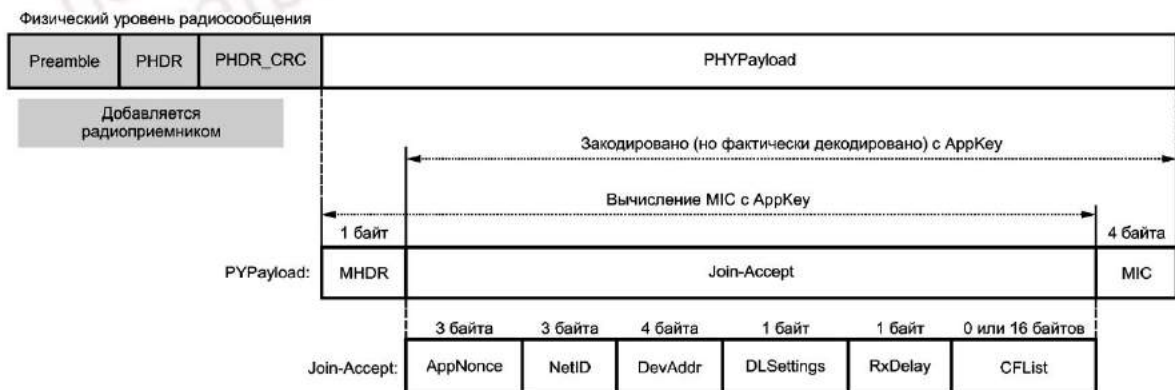 Физический уровень радиосообщения
Preamble PHDR PHDR_CRC PHYPayload
Добавляется
радиоприемником
Закодировано (но фактически декодировано) с AppKey
Вычисление MIC с AppKey
1 байт 4 байта
PYPayload: MHDR Join-Accept MIC
3 байта 3 байта 4 байта 1 байт 1 байт 0 или 16 байтов
Join-Accept: AppNonce NetID DevAddr DLSettings RxDelay CFList